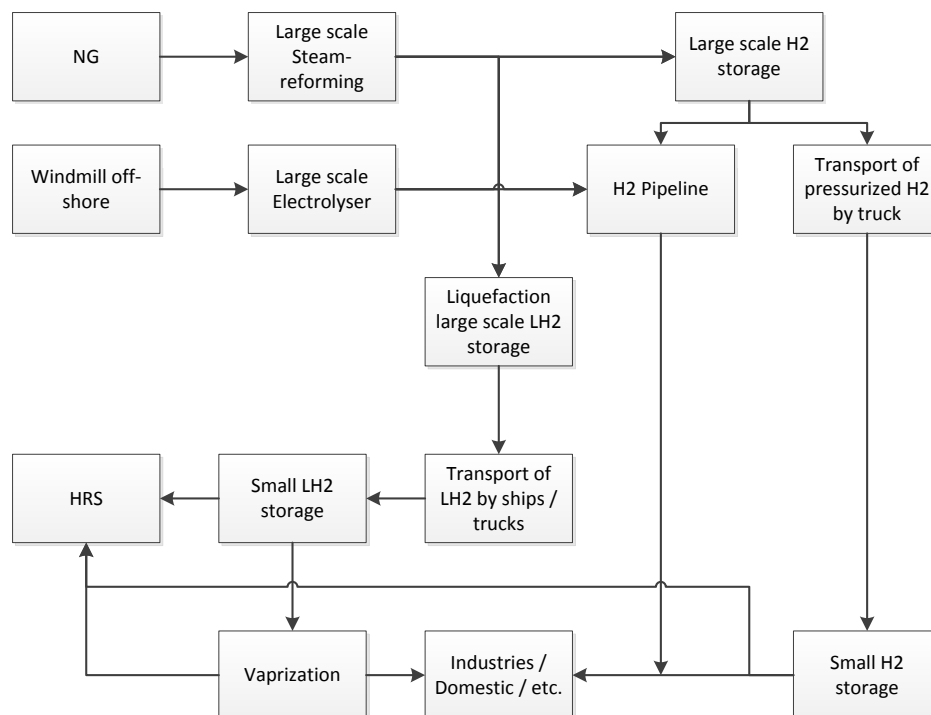 NG
Large scale
Steam-
reforming
Large scale H2
storage
Windmill off-
shore
Large scale
Electrolyser
H2 Pipeline
Transport of
pressurized H2
by truck
Liquefaction
large scale LH2
storage
HRS
Small LH2
storage
Transport of
LH2 by ships /
trucks
Vaprization
Industries /
Domestic / etc.
Small H2
storage